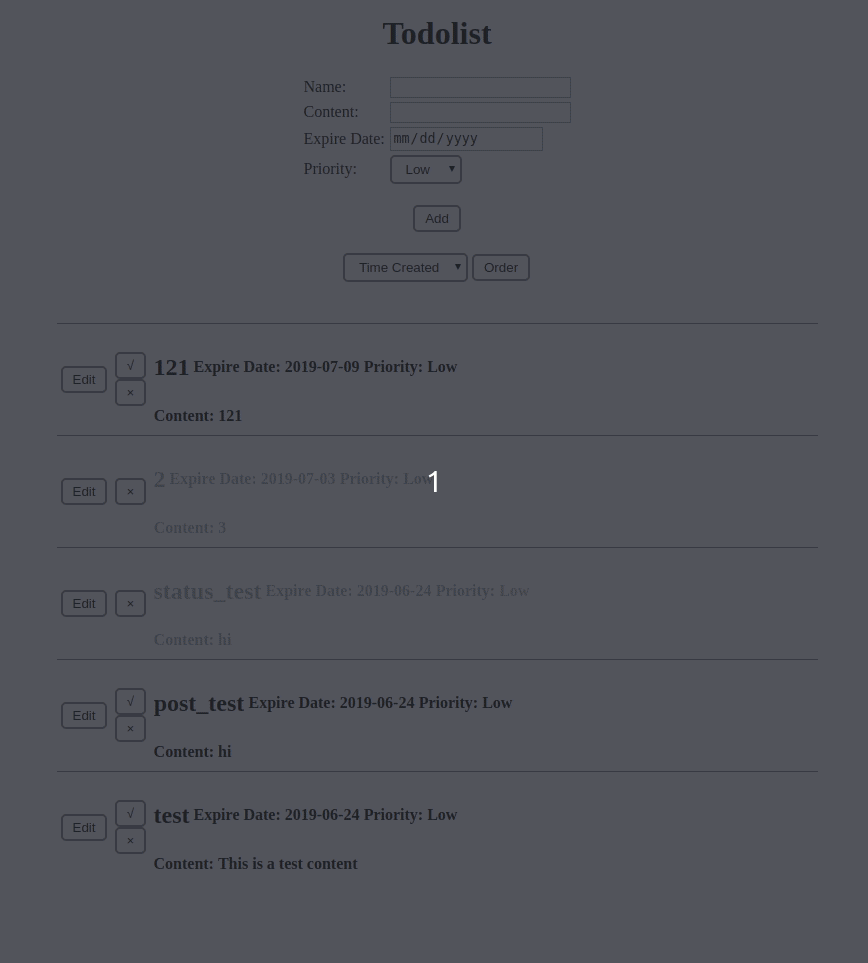 Todolist
Name:
Content:
Expire Date: mm/dd/yyyy
Priority: Low
Add
Time Created Order
Edit √ 121 Expire Date: 2019-07-09 Priority: Low
×
Content: 121
Edit × 2 Expire Date: 2019-07-03 Priority: Low
1
Content: 3
Edit × status_test Expire Date: 2019-06-24 Priority: Low
Content: hi
Edit √ post_test Expire Date: 2019-06-24 Priority: Low
×
Content: hi
Edit √ test Expire Date: 2019-06-24 Priority: Low
×
Content: This is a test content